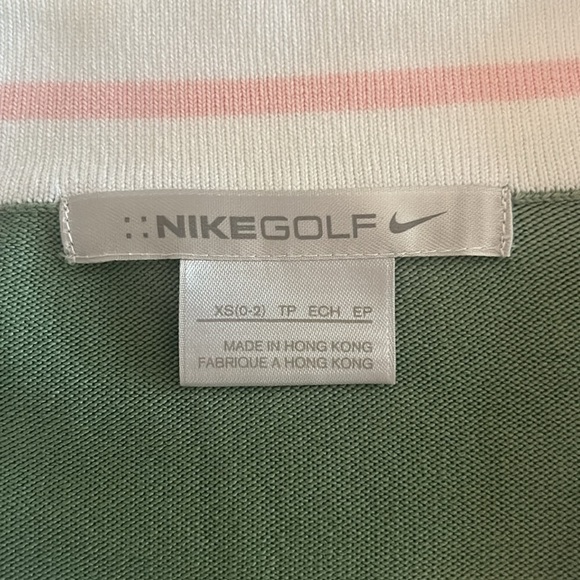 ::NIKEGOLF
XS(0-2) TP ECH EP
MADE IN HONG KONG
FABRIQUE A HONG KONG